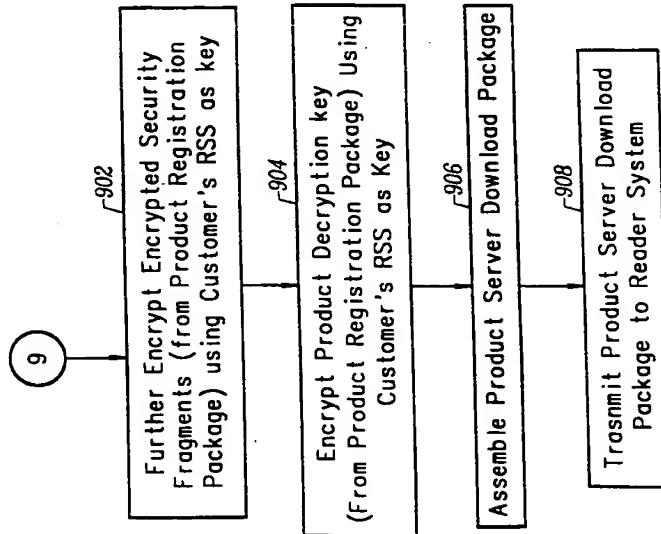 9
902
Further Encrypt Encrypted Security
Fragments (from Product Registration
Package) using Customer's RSS as key
904
Encrypt Product Decryption key
(From Product Registration Package) Using
Customer's RSS as Key
906
Assemble Product Server Download Package
908
Trasnmit Product Server Download
Package to Reader System